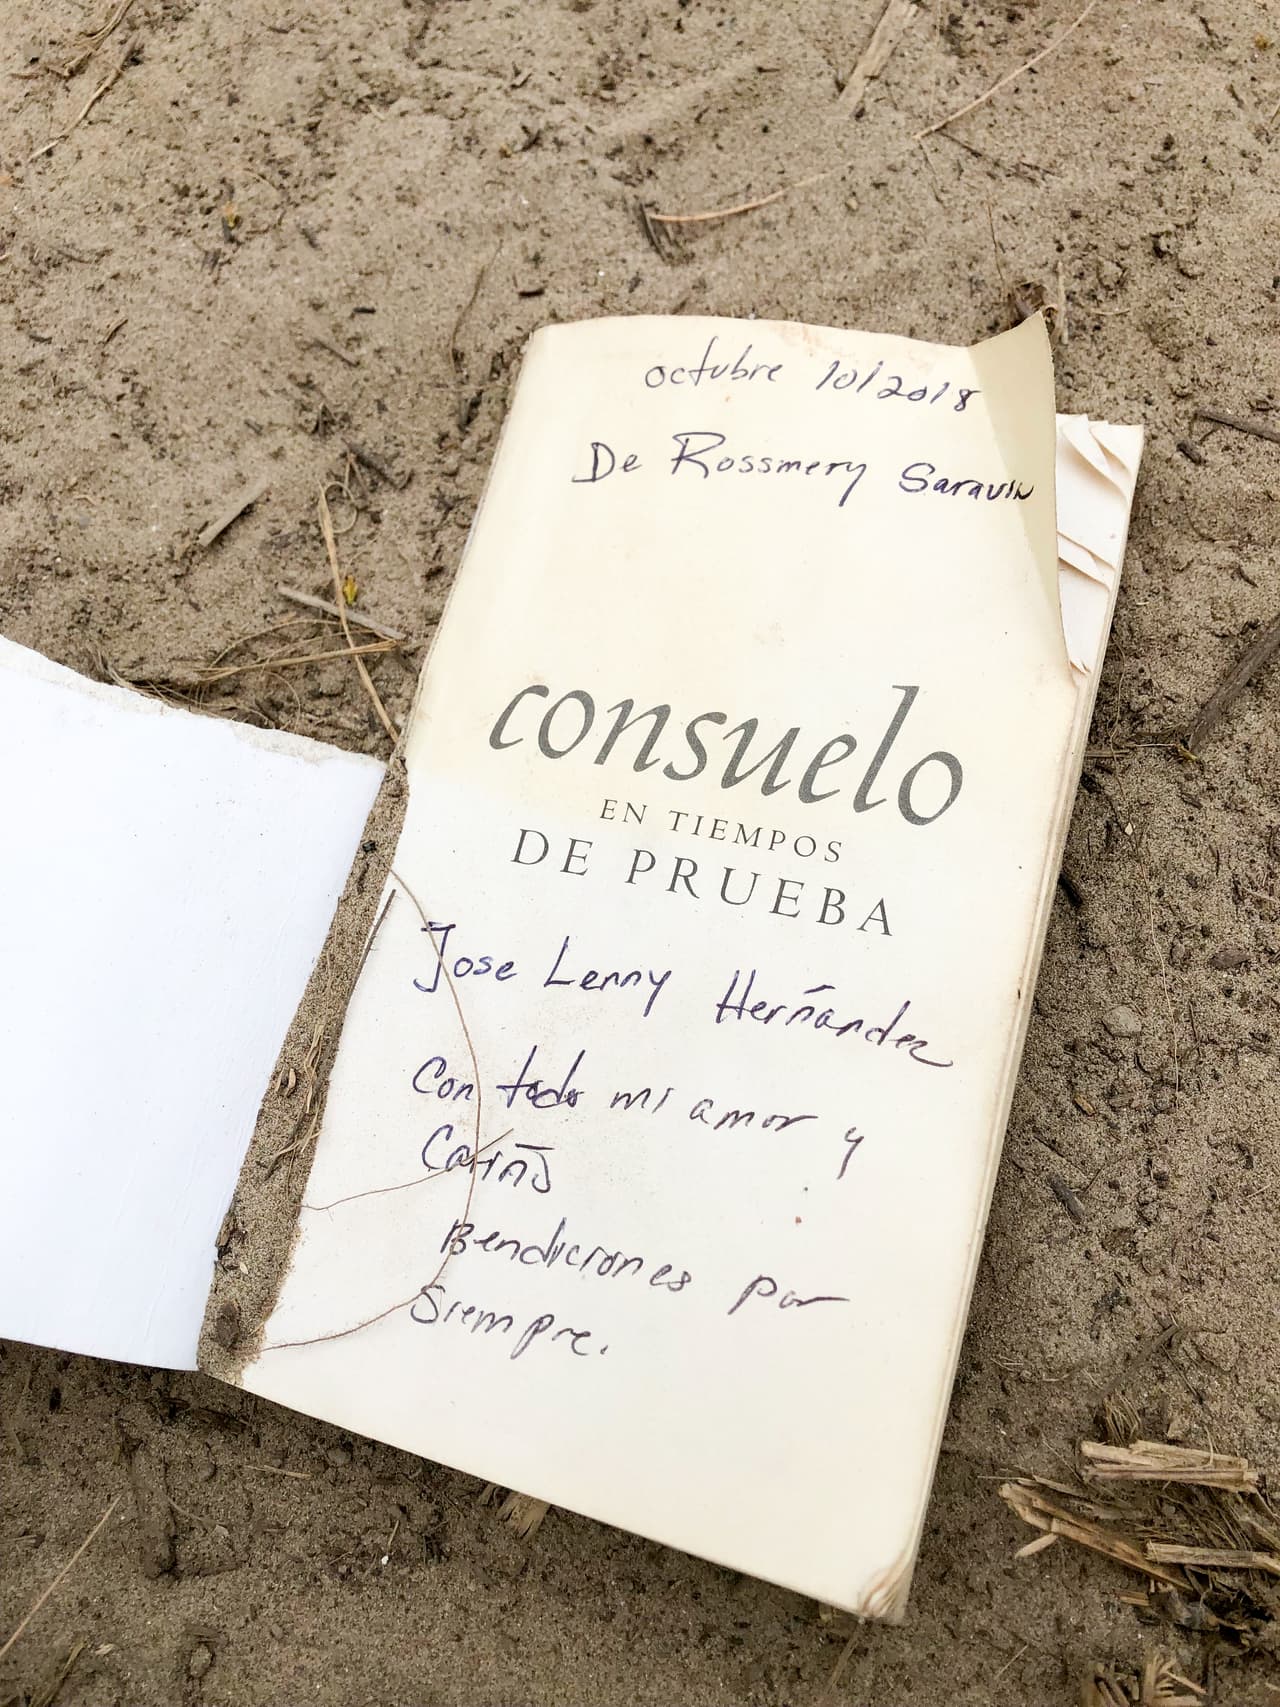 octubre 10/2018
De Rossmery Saravia
consuelo
EN TIEMPOS
DE PRUEBA
Jose Lenny Hernández
Con todo mi amor y
Cariño
Bendiciones por
Siempre.